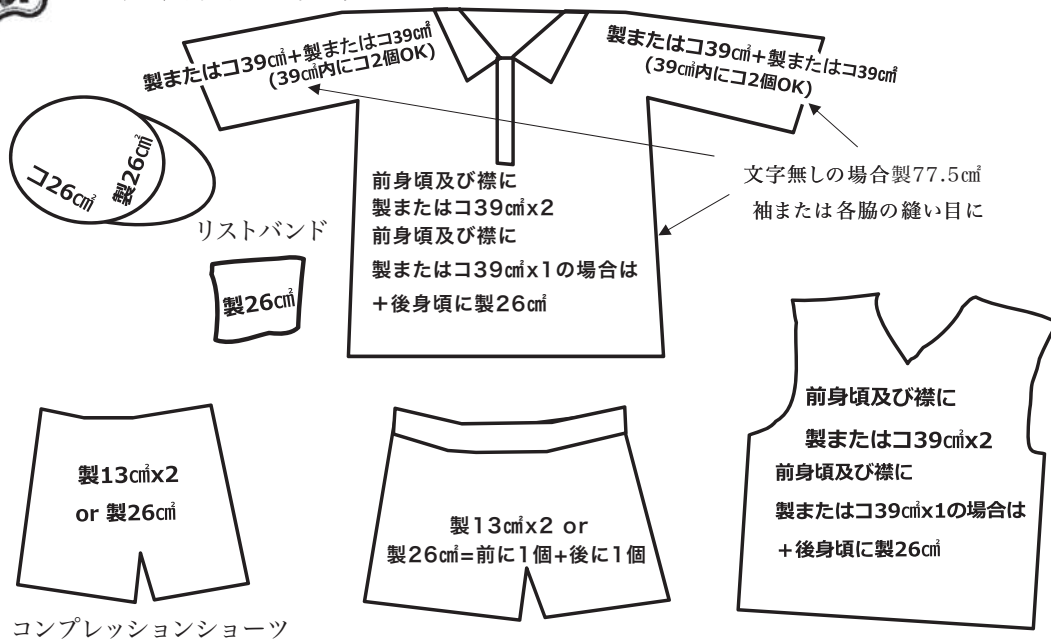 製またはコ39㎠+製またはコ39㎠
(39㎠内にコ2個OK)
製またはコ39㎠+製またはコ39㎠
(39㎠内にコ2個OK)
コ26㎠
製26㎠
文字無しの場合製77.5㎠
袖または各脇の縫い目に
前身頃及び襟に
製またはコ39㎠x2
前身頃及び襟に
製またはコ39㎠x1の場合は
+後身頃に製26㎠
リストバンド
製26㎠
前身頃及び襟に
製またはコ39㎠x2
前身頃及び襟に
製またはコ39㎠x1の場合は
+後身頃に製26㎠
製13㎠x2
or 製26㎠
製13㎠x2 or
製26㎠=前に1個+後に1個
コンプレッションショーツ